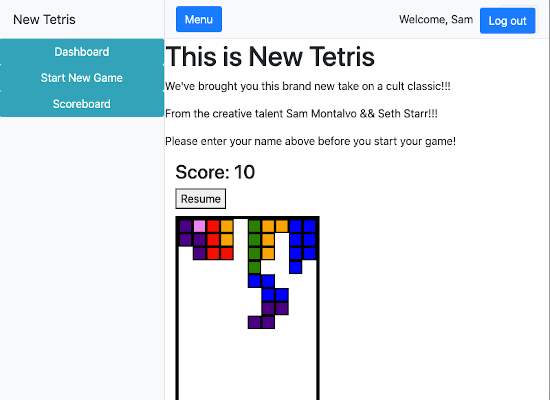 New Tetris
Menu
Welcome, Sam
Log out
Dashboard
Start New Game
Scoreboard
This is New Tetris
We've brought you this brand new take on a cult classic!!!
From the creative talent Sam Montalvo && Seth Starr!!!
Please enter your name above before you start your game!
Score: 10
Resume